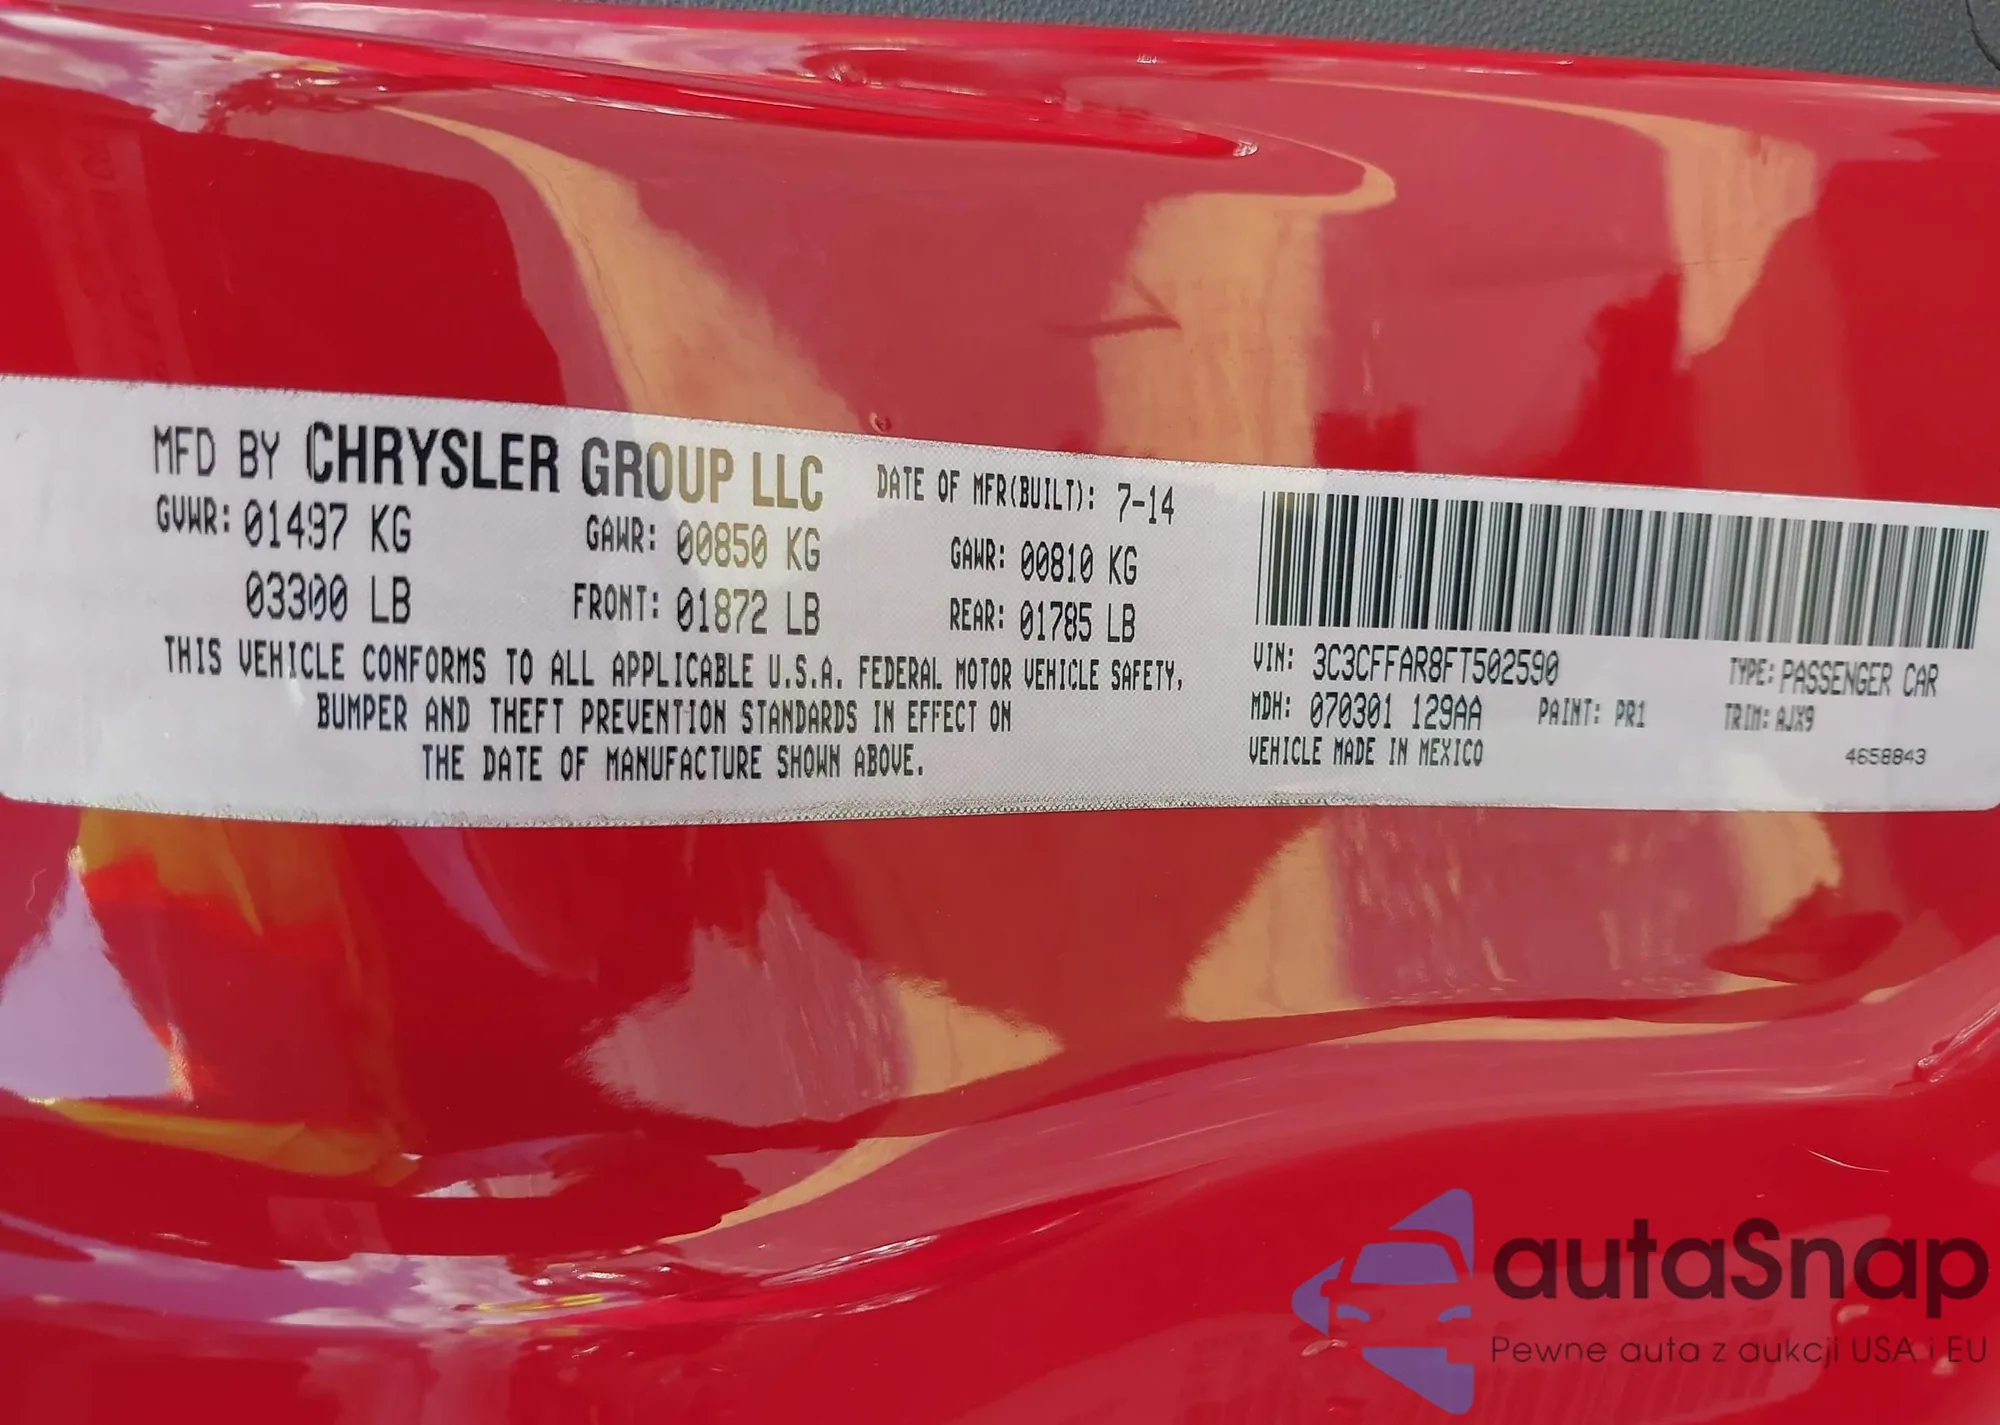 MFD BY CHRYSLER GROUP LLC DATE OF MFR(BUILT): 7-14
GVWR: 01497 KG GAWR: 00850 KG GAWR: 00810 KG
03300 LB FRONT: 01872 LB REAR: 01785 LB
THIS VEHICLE CONFORMS TO ALL APPLICABLE U.S.A. FEDERAL MOTOR VEHICLE SAFETY,
BUMPER AND THEFT PREVENTION STANDARDS IN EFFECT ON
THE DATE OF MANUFACTURE SHOWN ABOVE.
VIN: 3C3CFFAR8FT502590 TYPE: PASSENGER CAR
MDH: 070301 129AA PAINT: PR1 TRIM: AJX9
VEHICLE MADE IN MEXICO 4658843
autaSnap
Pewne auta z aukcji USA i EU